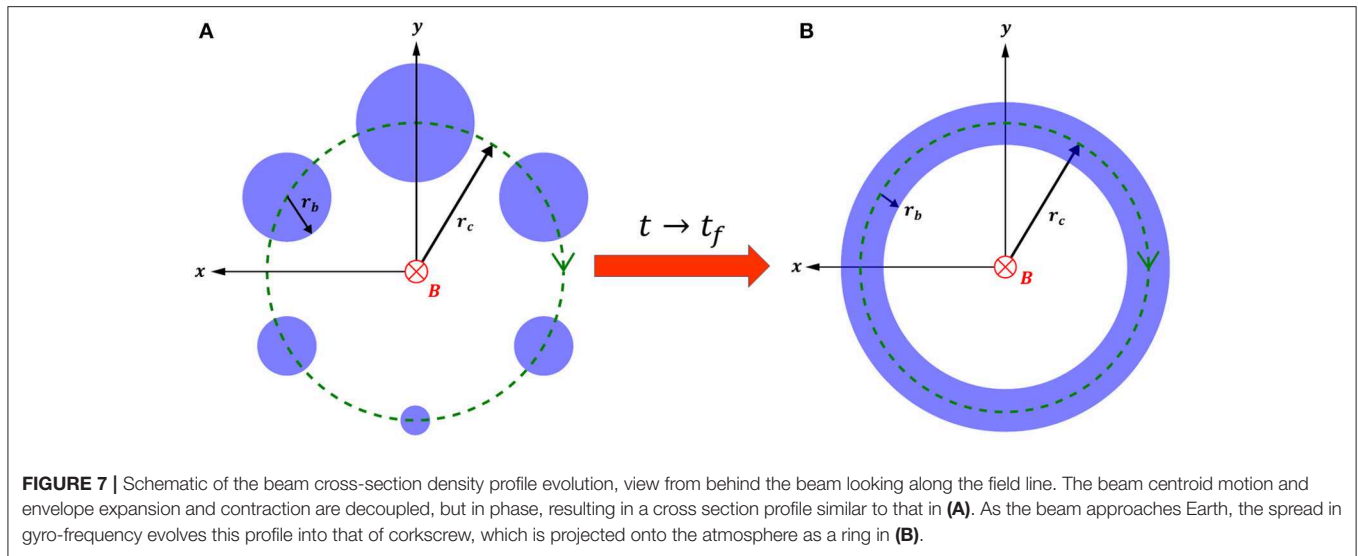 A
y
r_b
r_c
x
B
t → t_f
B
y
r_b
r_c
x
B
FIGURE 7 | Schematic of the beam cross-section density profile evolution, view from behind the beam looking along the field line. The beam centroid motion and
envelope expansion and contraction are decoupled, but in phase, resulting in a cross section profile similar to that in (A). As the beam approaches Earth, the spread in
gyro-frequency evolves this profile into that of corkscrew, which is projected onto the atmosphere as a ring in (B).